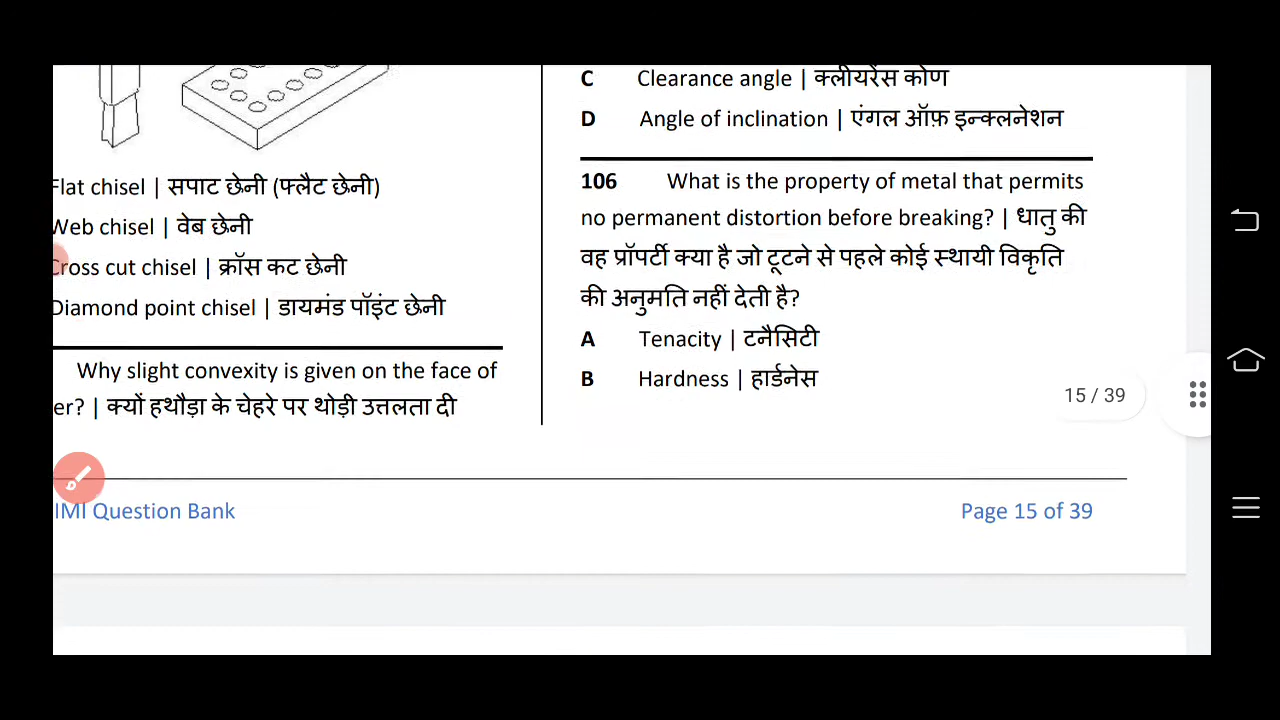 Flat chisel | सपाट छेनी (फ्लैट छेनी)
Web chisel | वेब छेनी
Cross cut chisel | क्रॉस कट छेनी
Diamond point chisel | डायमंड पॉइंट छेनी
Why slight convexity is given on the face of
er? | क्यों हथौड़ा के चेहरे पर थोड़ी उत्तलता दी
C Clearance angle | क्लीयरेंस कोण
D Angle of inclination | एंगल ऑफ़ इन्क्लनेशन
106 What is the property of metal that permits
no permanent distortion before breaking? | धातु की
वह प्रॉपर्टी क्या है जो टूटने से पहले कोई स्थायी विकृति
की अनुमति नहीं देती है?
A Tenacity | टनैसिटी
B Hardness | हार्डनेस
15 / 39
IMI Question Bank
Page 15 of 39